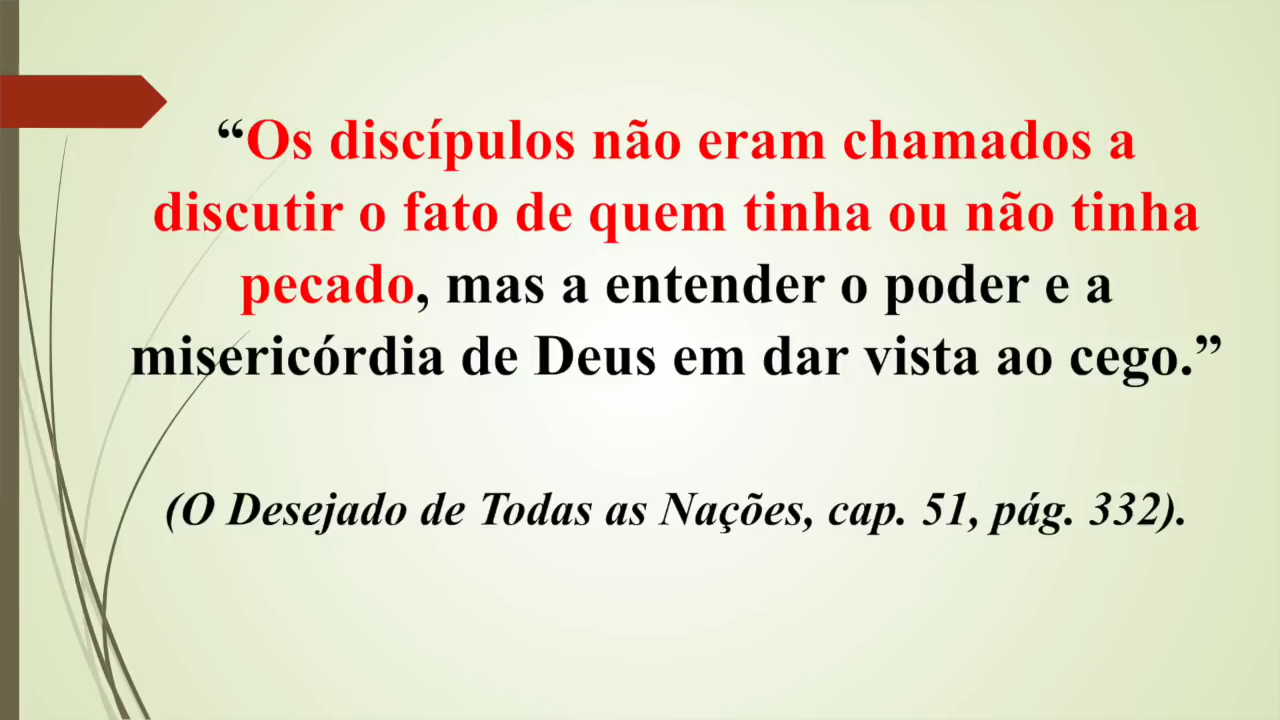 “Os discípulos não eram chamados a
discutir o fato de quem tinha ou não tinha
pecado, mas a entender o poder e a
misericórdia de Deus em dar vista ao cego.”
(O Desejado de Todas as Nações, cap. 51, pág. 332).